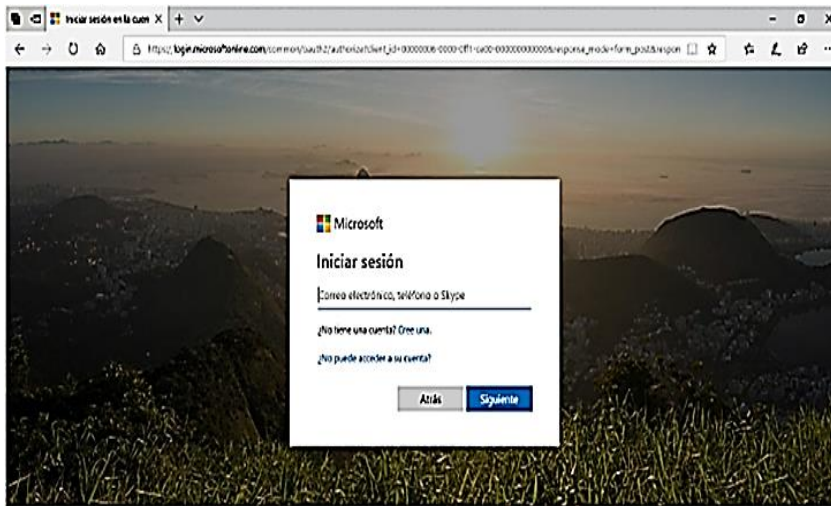 Iniciar sesión en la cuen
https://login.microsoftonline.com/common/oauth2/authorize?client_id=00000006-0000-0ff1-ce00-000000000000&response_mode=form_post&respon
Microsoft
Iniciar sesión
Correo electrónico, teléfono o Skype
¿No tiene una cuenta? Cree una.
¿No puede acceder a su cuenta?
Atrás
Siguiente